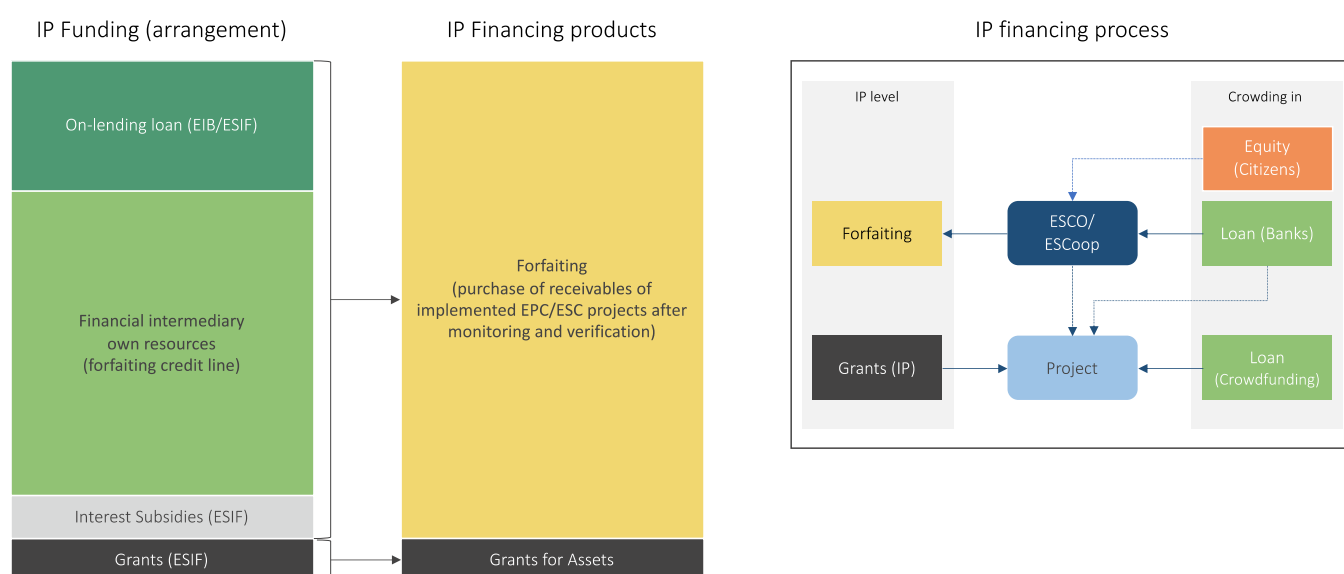 IP Funding (arrangement)
IP Financing products
IP financing process
On-lending loan (EIB/ESIF)
Financial intermediary
own resources
(forfaiting credit line)
Interest Subsidies (ESIF)
Grants (ESIF)
Forfaiting
(purchase of receivables of
implemented EPC/ESC projects after
monitoring and verification)
Grants for Assets
IP level
Crowding in
Equity
(Citizens)
Forfaiting
ESCO/
ESCoop
Loan (Banks)
Grants (IP)
Project
Loan
(Crowdfunding)